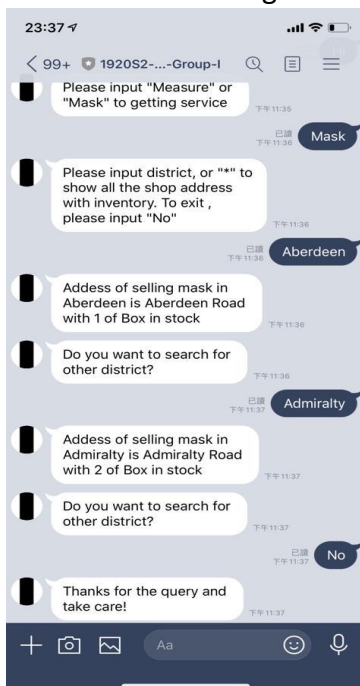 23:37
99+ 1920S2-...-Group-I
Please input "Measure" or
"Mask" to getting service
下午11:35
已讀
下午11:36
Mask
Please input district, or "*" to
show all the shop address
with inventory. To exit ,
please input "No"
下午11:36
已讀
下午11:36
Aberdeen
Addess of selling mask in
Aberdeen is Aberdeen Road
with 1 of Box in stock
下午11:36
Do you want to search for
other district?
下午11:36
已讀
下午11:37
Admiralty
Addess of selling mask in
Admiralty is Admiralty Road
with 2 of Box in stock
下午11:37
Do you want to search for
other district?
下午11:37
已讀
下午11:37
No
Thanks for the query and
take care!
下午11:37
Aa